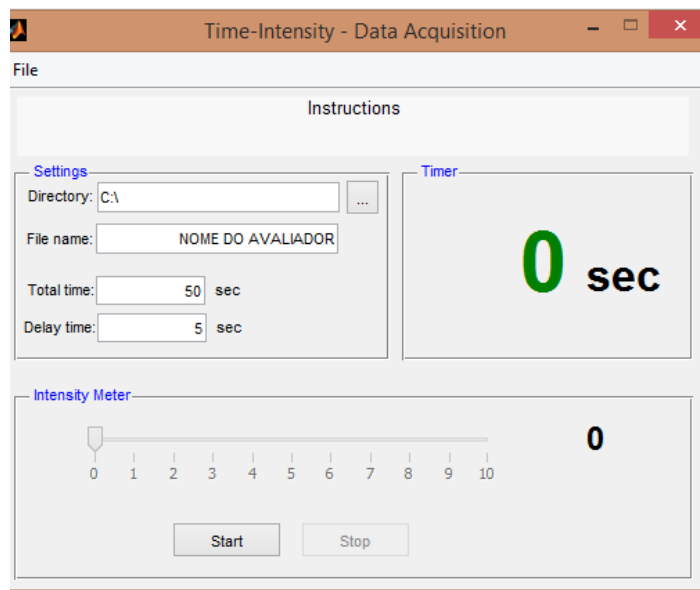 Time-Intensity - Data Acquisition
File
Instructions
Settings
Directory: C:\ ...
File name: NOME DO AVALIADOR
Total time: 50 sec
Delay time: 5 sec
Timer
0 sec
Intensity Meter
0
0 1 2 3 4 5 6 7 8 9 10
Start Stop